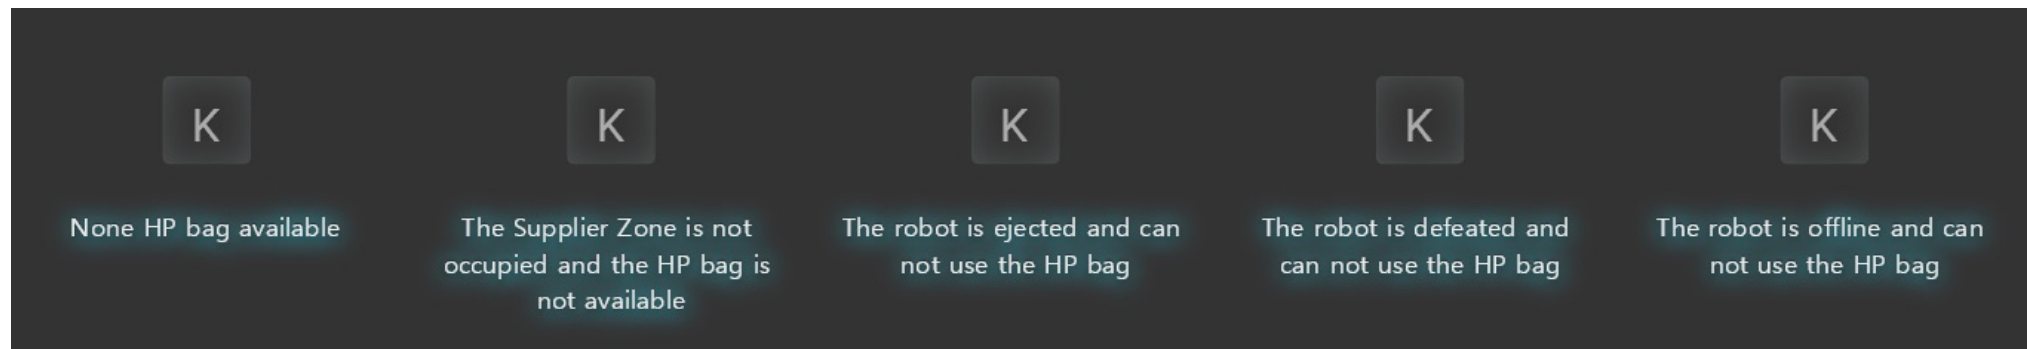 K
None HP bag available
K
The Supplier Zone is not
occupied and the HP bag is
not available
K
The robot is ejected and can
not use the HP bag
K
The robot is defeated and
can not use the HP bag
K
The robot is offline and can
not use the HP bag